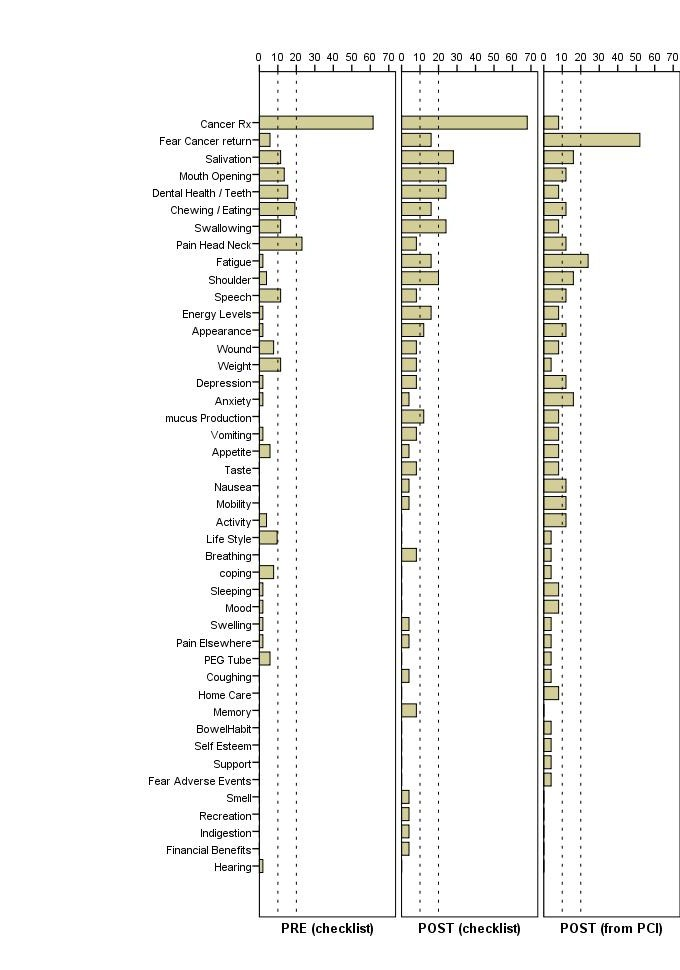 0 10 20 30 40 50 60 70 0 10 20 30 40 50 60 70 0 10 20 30 40 50 60 70
Cancer Rx
Fear Cancer return
Salivation
Mouth Opening
Dental Health / Teeth
Chewing / Eating
Swallowing
Pain Head Neck
Fatigue
Shoulder
Speech
Energy Levels
Appearance
Wound
Weight
Depression
Anxiety
mucus Production
Vomiting
Appetite
Taste
Nausea
Mobility
Activity
Life Style
Breathing
coping
Sleeping
Mood
Swelling
Pain Elsewhere
PEG Tube
Coughing
Home Care
Memory
BowelHabit
Self Esteem
Support
Fear Adverse Events
Smell
Recreation
Indigestion
Financial Benefits
Hearing
PRE (checklist) POST (checklist) POST (from PCI)